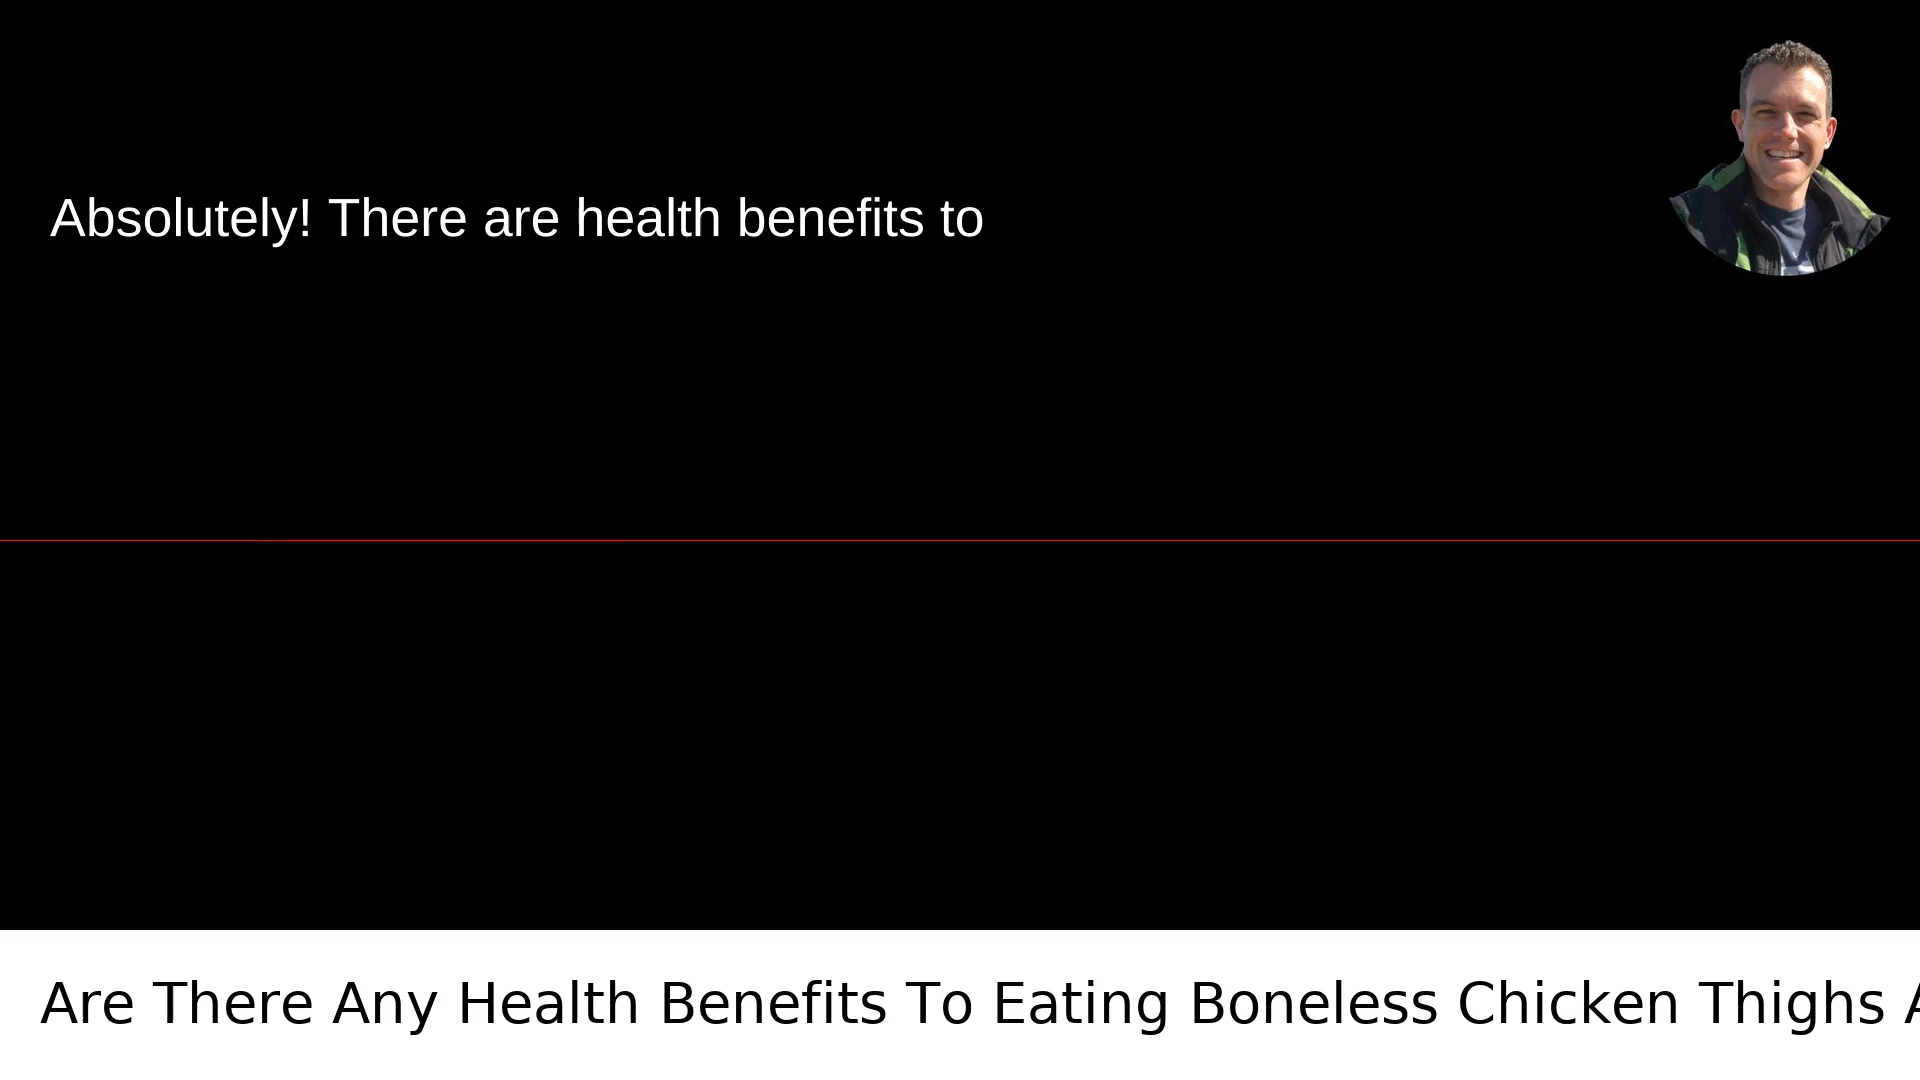 Absolutely! There are health benefits to
Are There Any Health Benefits To Eating Boneless Chicken Thighs A